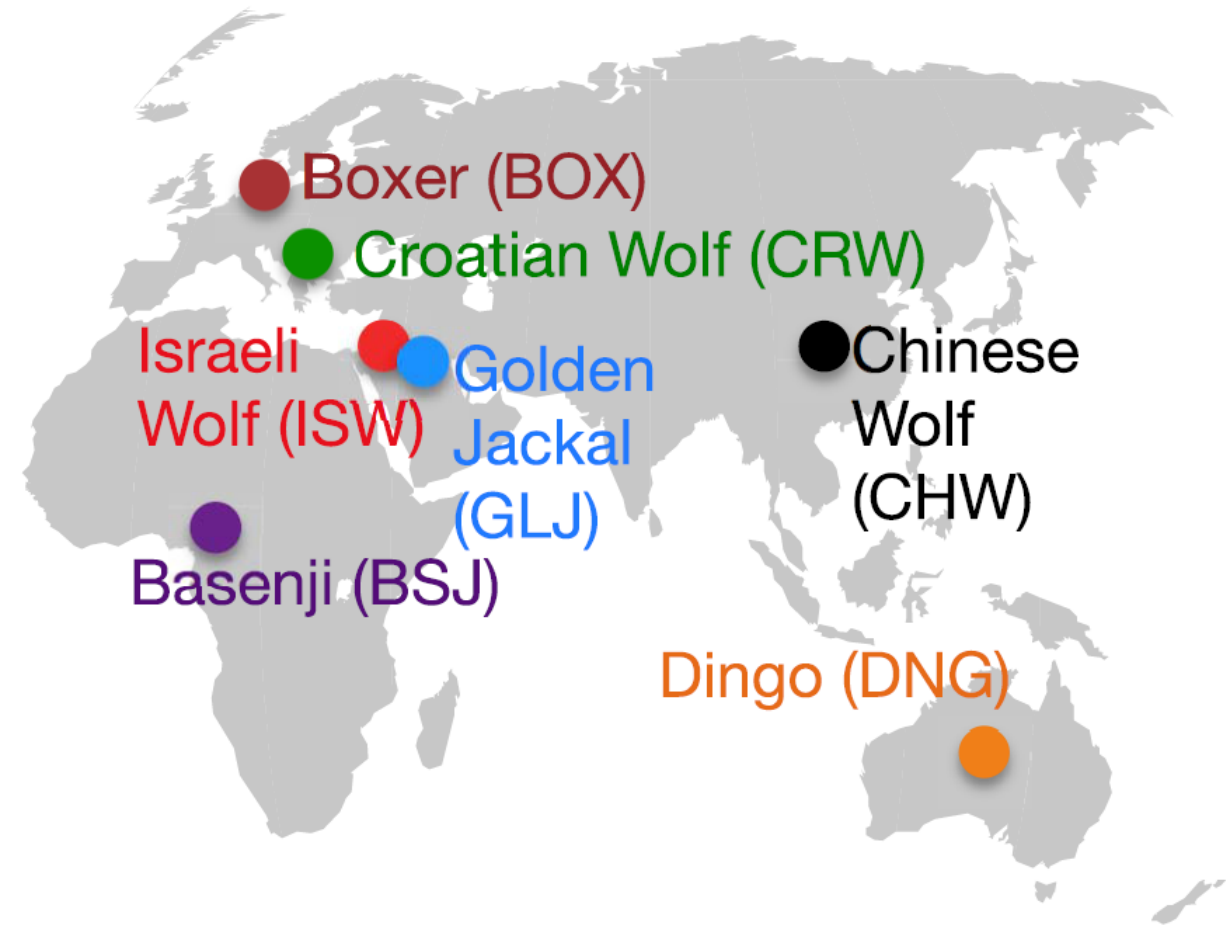 Boxer (BOX)
Croatian Wolf (CRW)
Israeli
Wolf (ISW)
Golden
Jackal
(GLJ)
Chinese
Wolf
(CHW)
Basenji (BSJ)
Dingo (DNG)